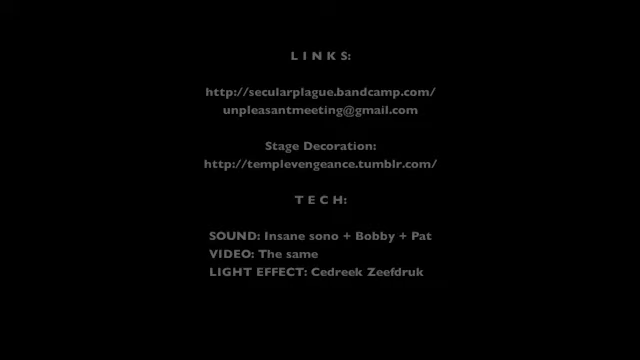 L I N K S:
http://secularplague.bandcamp.com/
unpleasantmeeting@gmail.com
Stage Decoration:
http://templevengeance.tumblr.com/
T E C H:
SOUND: Insane sono + Bobby + Pat
VIDEO: The same
LIGHT EFFECT: Cedreek Zeefdruk